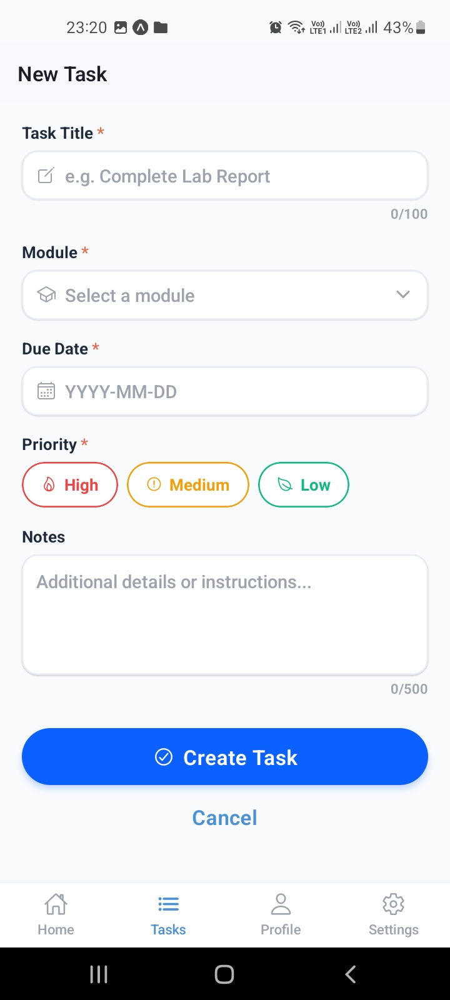 23:20 Vo)) LTE1 Vo)) LTE2 43%
New Task
Task Title *
e.g. Complete Lab Report
0/100
Module *
Select a module
Due Date *
YYYY-MM-DD
Priority *
High Medium Low
Notes
Additional details or instructions...
0/500
Create Task
Cancel
Home Tasks Profile Settings